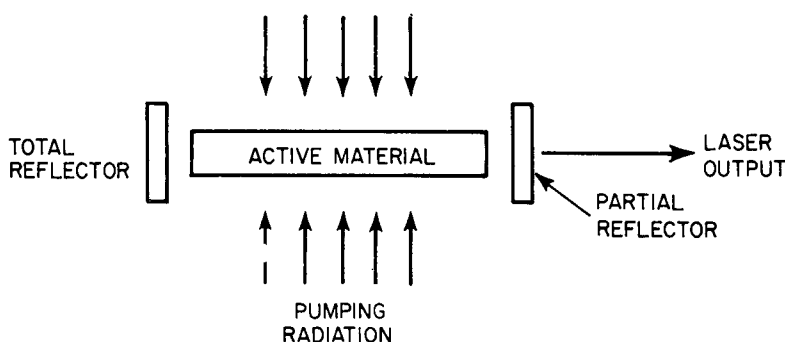 TOTAL
REFLECTOR
ACTIVE MATERIAL
LASER
OUTPUT
PARTIAL
REFLECTOR
PUMPING
RADIATION